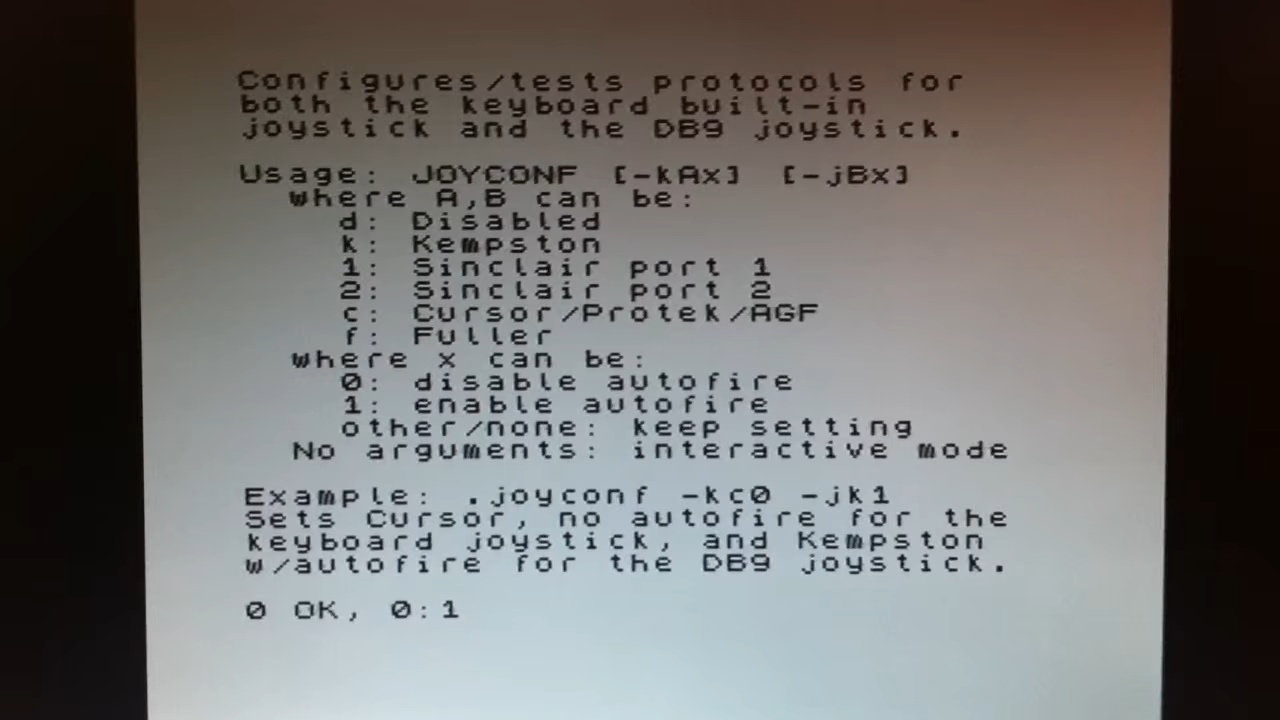 Configures/tests protocols for
both the keyboard built-in
joystick and the DB9 joystick.
Usage: JOYCONF [-kAx] [-jBx]
where A,B can be:
d: Disabled
k: Kempston
1: Sinclair port 1
2: Sinclair port 2
c: Cursor/Protek/AGF
f: Fuller
where x can be:
0: disable autofire
1: enable autofire
other/none: keep setting
No arguments: interactive mode
Example: .joyconf -kc0 -jk1
Sets Cursor, no autofire for the
keyboard joystick, and Kempston
w/autofire for the DB9 joystick.
0 OK, 0:1